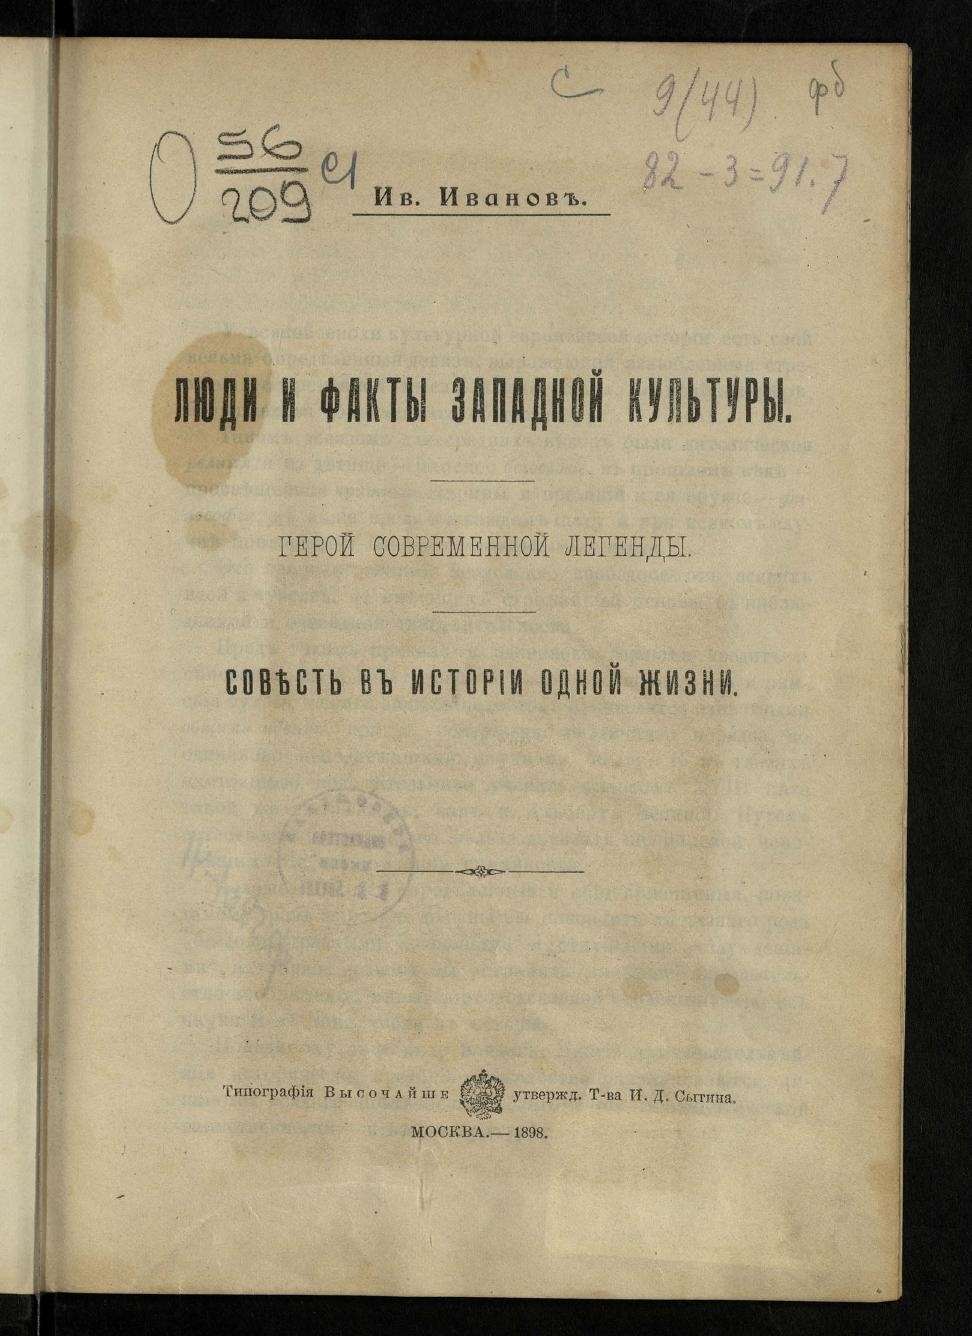 С 9(44) фб
56
209 С1
82-3=91.7
Ив. Ивановъ.
ЛЮДИ И ФАКТЫ ЗАПАДНОЙ КУЛЬТУРЫ.
ГЕРОЙ СОВРЕМЕННОЙ ЛЕГЕНДЫ.
СОВѢСТЬ ВЪ ИСТОРІИ ОДНОЙ ЖИЗНИ.
Типографія Высочайше утвержд. Т-ва И. Д. Сытина.
МОСКВА.—1898.